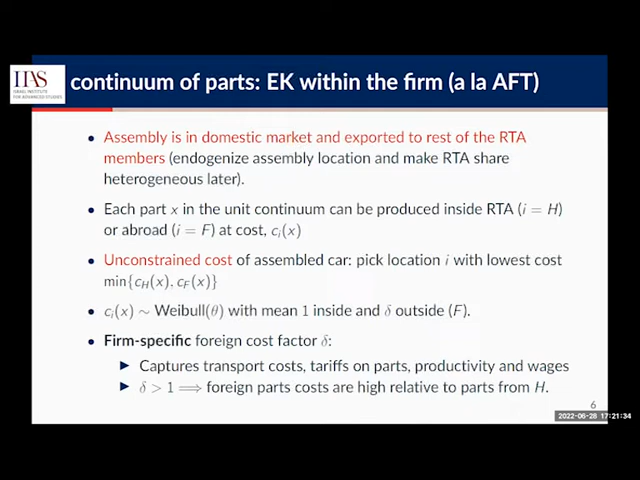 IIAS
ISRAEL INSTITUTE
FOR ADVANCED STUDIES
continuum of parts: EK within the firm (a la AFT)
• Assembly is in domestic market and exported to rest of the RTA
members (endogenize assembly location and make RTA share
heterogeneous later).
• Each part x in the unit continuum can be produced inside RTA (i = H)
or abroad (i = F) at cost, cᵢ(x)
• Unconstrained cost of assembled car: pick location i with lowest cost
min{c_H(x), c_F(x)}
• cᵢ(x) ∼ Weibull(θ) with mean 1 inside and δ outside (F).
• Firm-specific foreign cost factor δ:
▶ Captures transport costs, tariffs on parts, productivity and wages
▶ δ > 1 ⟹ foreign parts costs are high relative to parts from H.
6
2022-06-28 17:21:34